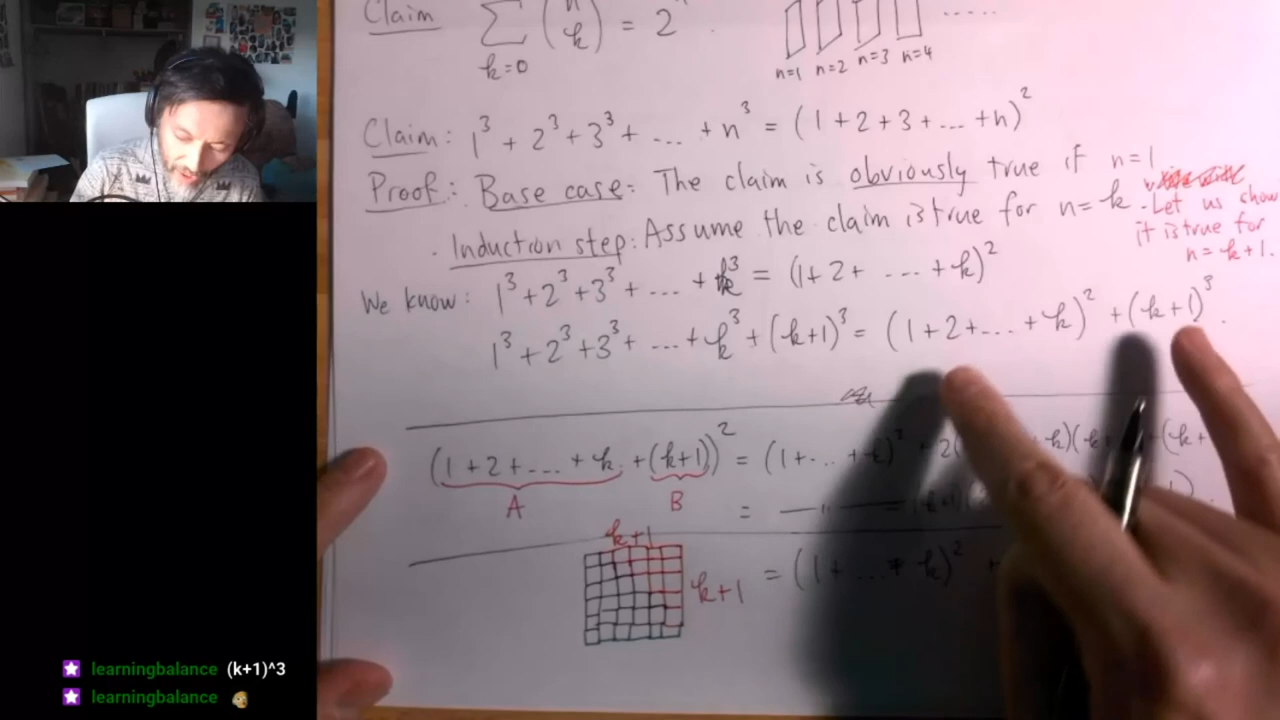 Claim ∑ k=0 (n k) = 2ⁿ .....
n=1 n=2 n=3 n=4
Claim: 1³ + 2³ + 3³ + ... + n³ = (1+2+3+...+n)²
Proof: Base case: The claim is obviously true if n=1
. Induction step: Assume the claim is true for n=k. Let us show
it is true for
n=k+1.
We know: 1³+2³+3³+ ... + k³ = (1+2+ ... +k)²
1³+2³+3³+ ... + k³ + (k+1)³ = (1+2+...+k)² + (k+1)³.
(1+2+...+k+(k+1))² = (1+...+k)²
A B =
k+1
k+1 = (1+...+k)² +
learningbalance (k+1)^3
learningbalance